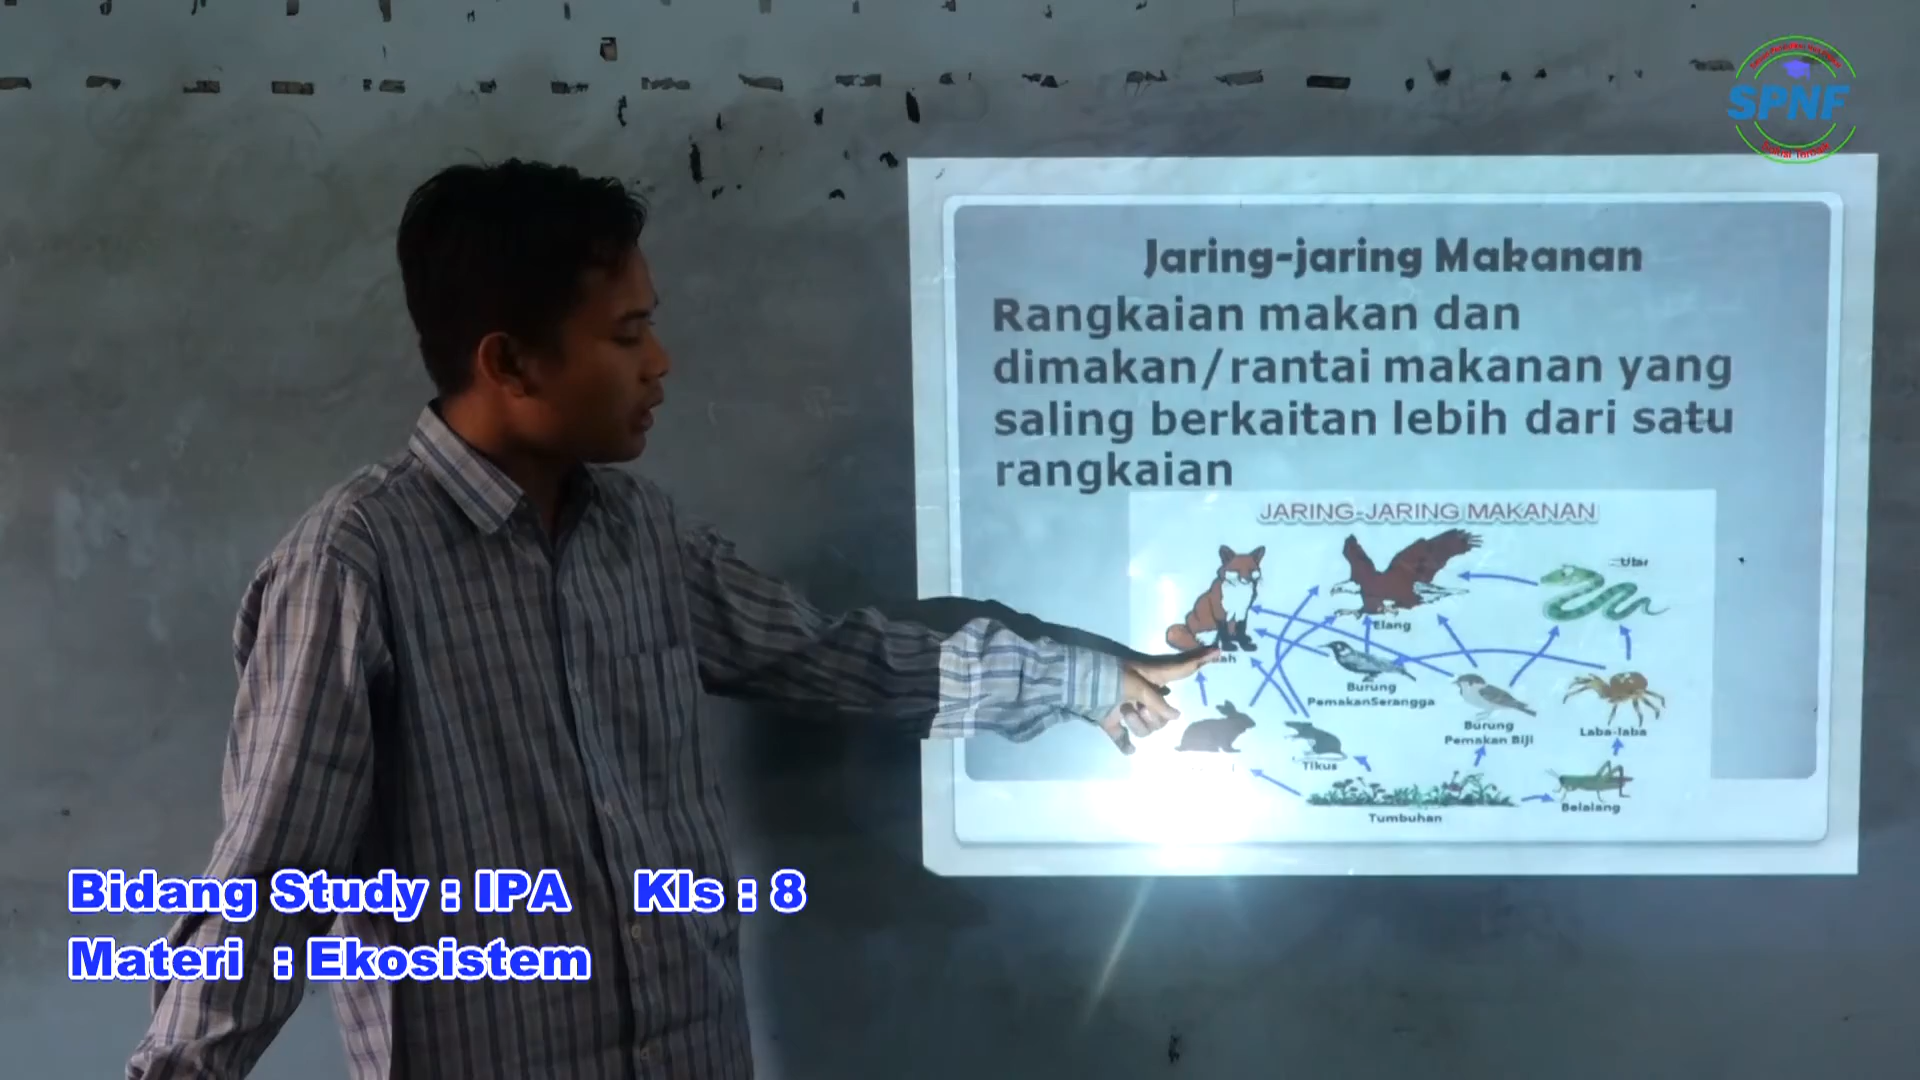 SPNF
Jaring-jaring Makanan
Rangkaian makan dan
dimakan/rantai makanan yang
saling berkaitan lebih dari satu
rangkaian
JARING-JARING MAKANAN
Ular
Elang
Burung
PemakanSerangga
Burung
Pemakan Biji
Laba-laba
Tikus
Belalang
Tumbuhan
Bidang Study : IPA Kls : 8
Materi : Ekosistem